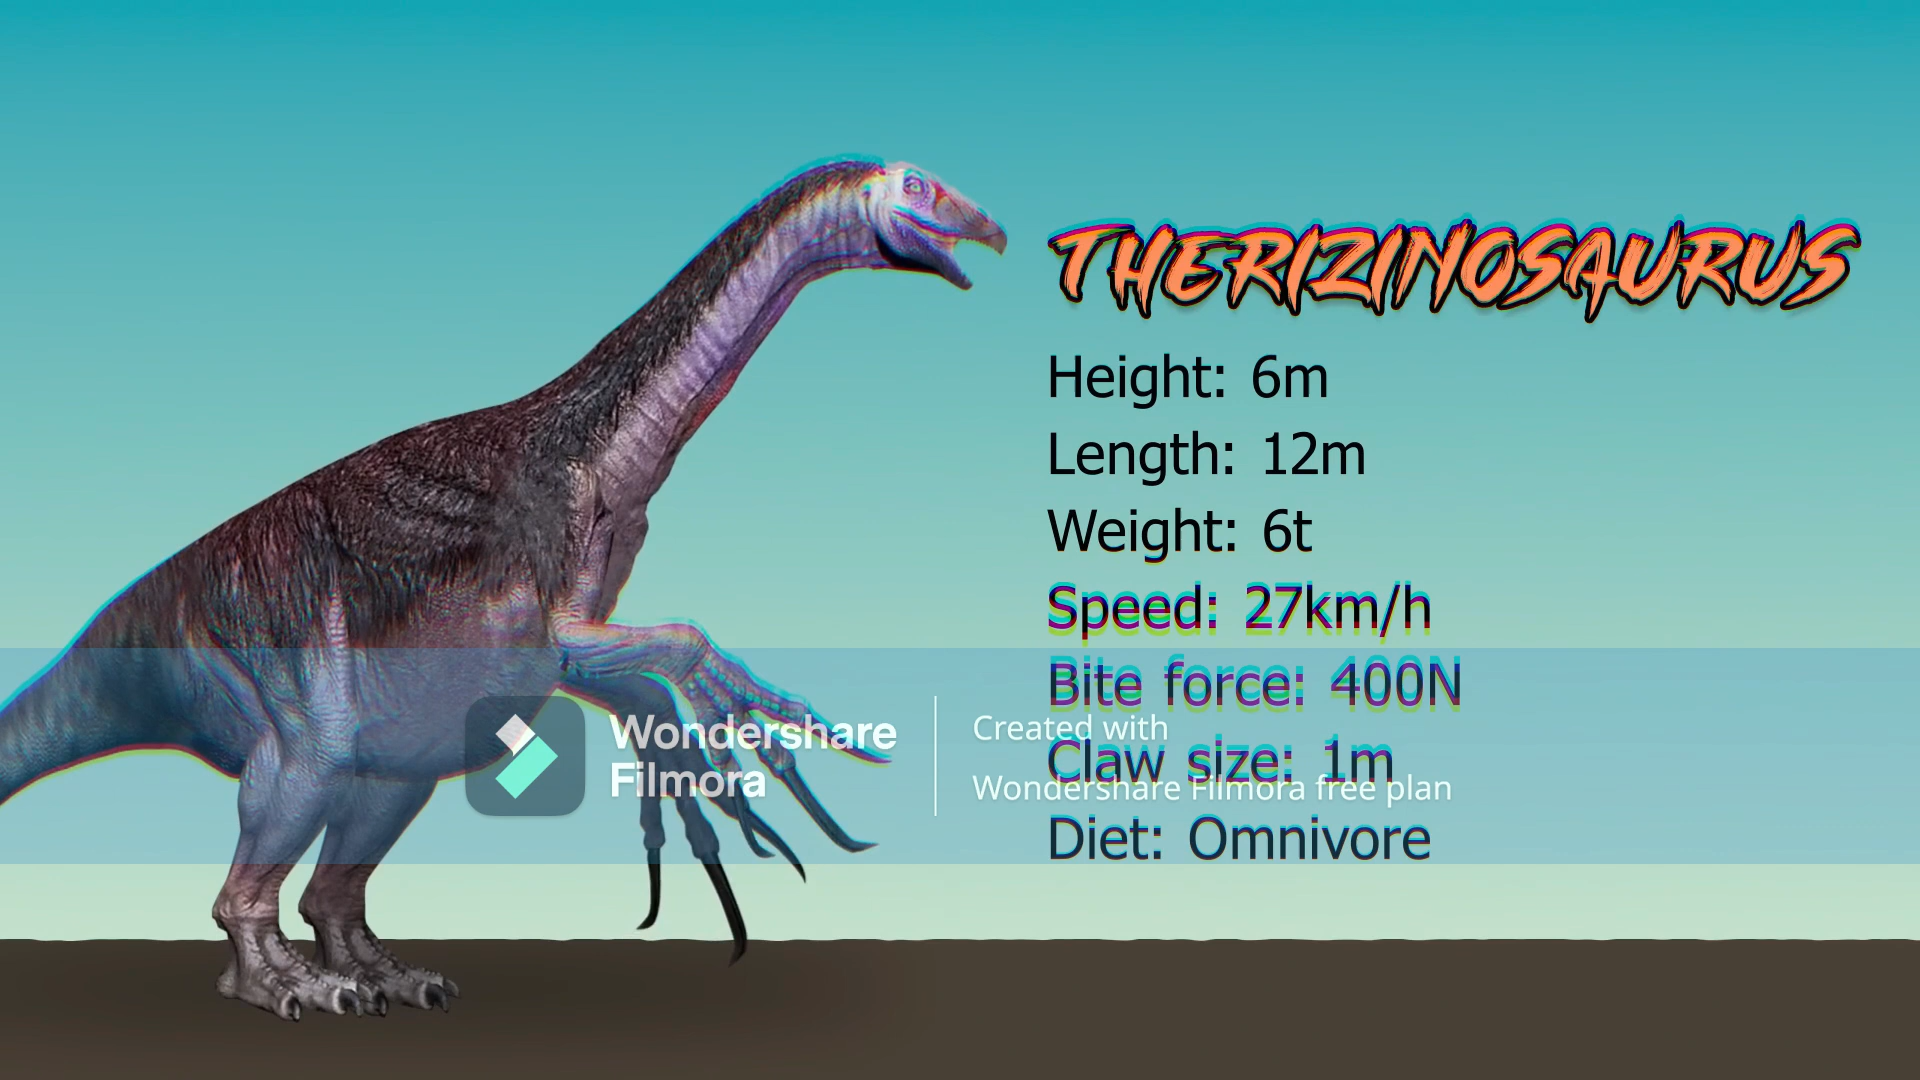 THERIZINOSAURUS
Height: 6m
Length: 12m
Weight: 6t
Speed: 27km/h
Bite force: 400N
Claw size: 1m
Diet: Omnivore
Wondershare
Filmora
Created with
Wondershare Filmora free plan